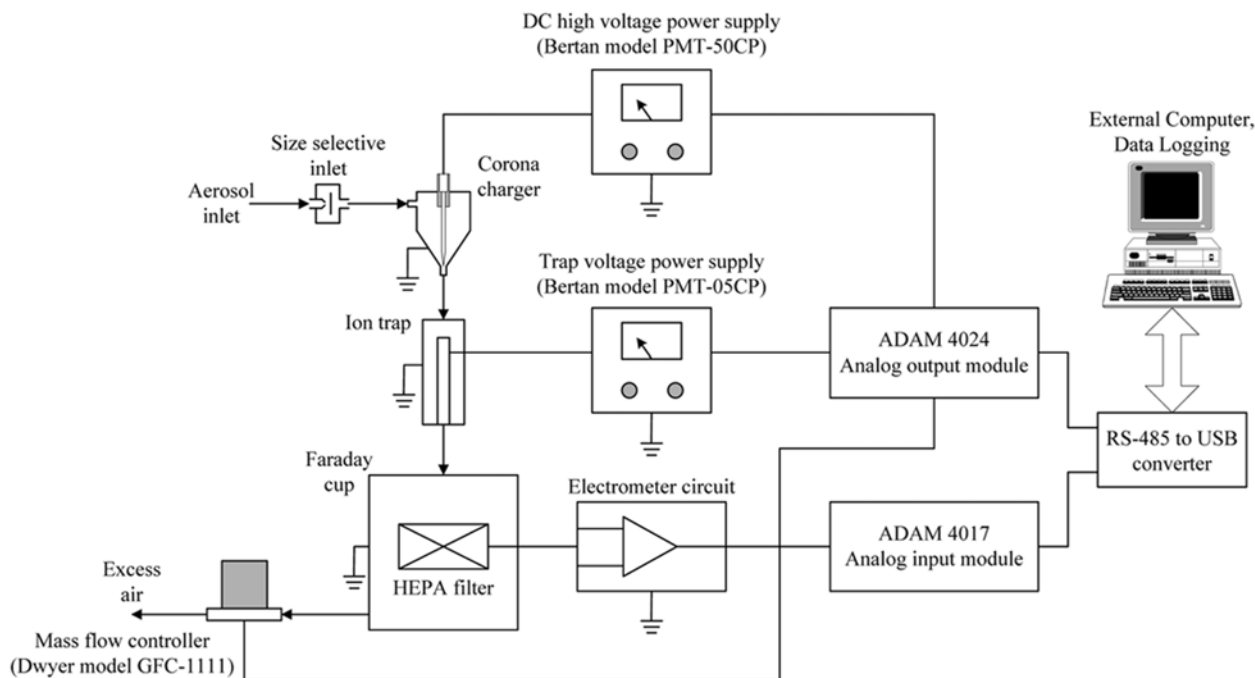 DC high voltage power supply
(Bertan model PMT-50CP)
External Computer,
Data Logging
Size selective
inlet
Corona
charger
Aerosol
inlet
Trap voltage power supply
(Bertan model PMT-05CP)
Ion trap
ADAM 4024
Analog output module
RS-485 to USB
converter
Faraday
cup
Electrometer circuit
ADAM 4017
Analog input module
HEPA filter
Excess
air
Mass flow controller
(Dwyer model GFC-1111)